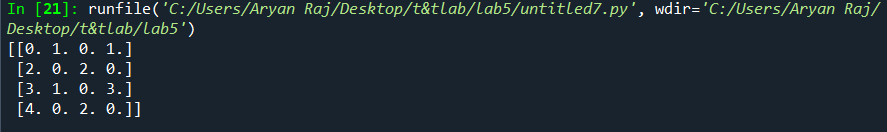 In [21]: runfile('C:/Users/Aryan Raj/Desktop/t&tlab/lab5/untitled7.py', wdir='C:/Users/Aryan Raj/
Desktop/t&tlab/lab5')
[[0. 1. 0. 1.]
 [2. 0. 2. 0.]
 [3. 1. 0. 3.]
 [4. 0. 2. 0.]]